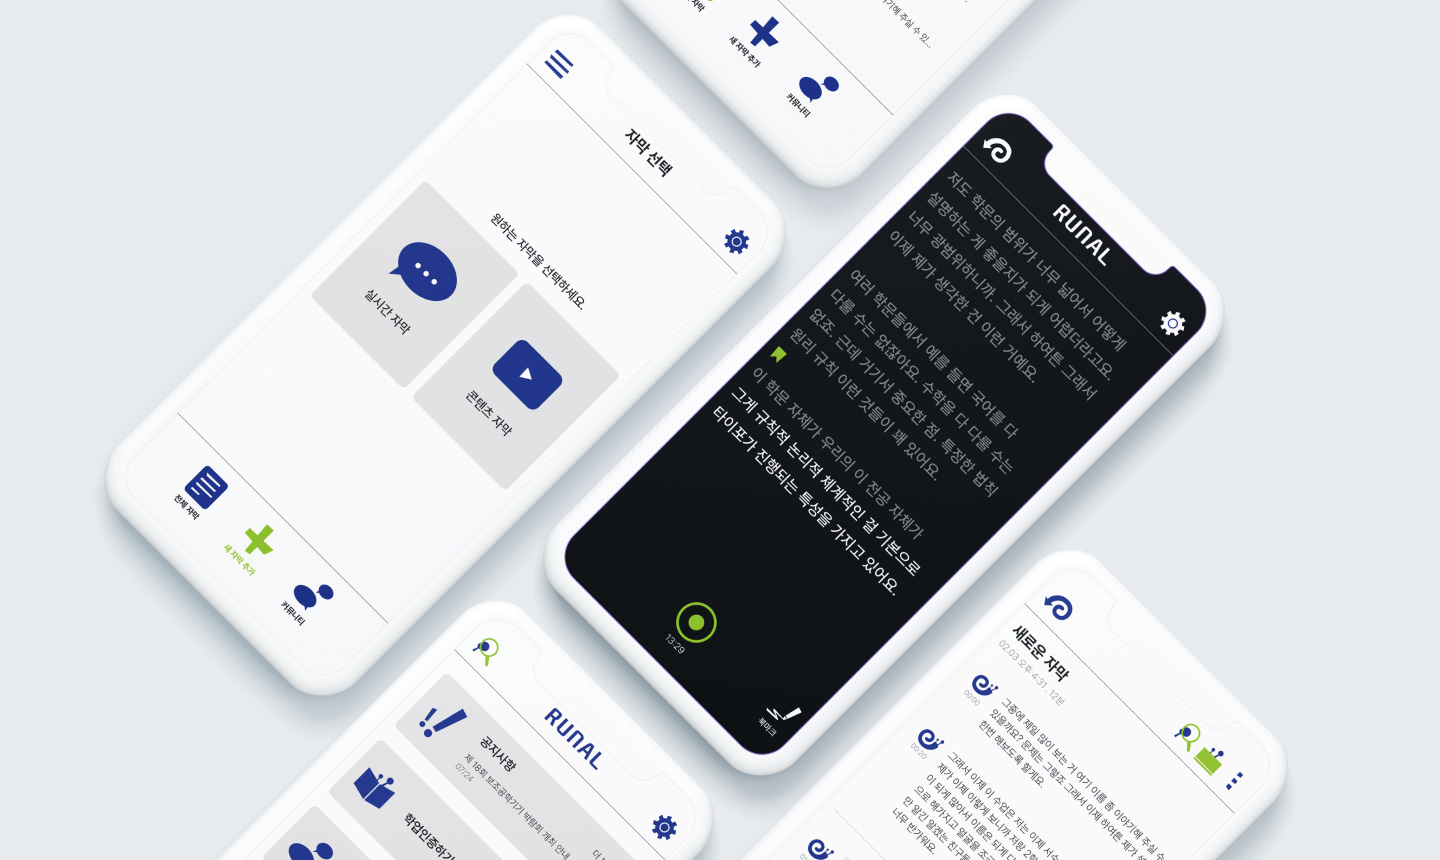 자막 선택
원하는 자막을 선택하세요.
실시간 자막
콘텐츠 자막
전체 자막
새 자막 추가
커뮤니티
새 자막 추가
커뮤니티
RUNAL
저도 학문의 범위가 너무 넓어서 어떻게
설명하는 게 좋을지가 되게 어렵더라고요.
너무 광범위하니까. 그래서 하여튼 그래서
이제 제가 생각한 건 이런 거예요.
여러 학문들에서 예를 들면 국어를 다
다룰 수는 없잖아요. 수학을 다 다룰 수는
없죠. 근데 거기서 중요한 점. 특정한 법칙
원리 규칙 이런 것들이 꽤 있어요.
이 학문 자체가 우리의 이 전공 자체가
그게 규칙적 논리적 체계적인 걸 기본으로
타이포가 진행되는 특성을 가지고 있어요.
13:29
북마크
RUNAL
공지사항
제 18회 보조공학기기 박람회 개최 안내
07/24
학업인증하기
새로운 자막
02.03 오후 4:31 . 12분
00:00
그중에 제일 많이 보는 거 여기 이름 좀 이야기해 주실 수
있을까요? 문제는 그렇죠. 그래서 이제 하여튼 제가
한번 해보도록 할게요.
00:20
그래서 이제 이 수업은 저는 이제 서수
제가 이제 이렇게 보니까 저랑 2학
이 되게 많아서 이름은 되게
으로 해가지고 얼굴을 조금
만 알긴 알겠는 친구들
너무 반가워요.